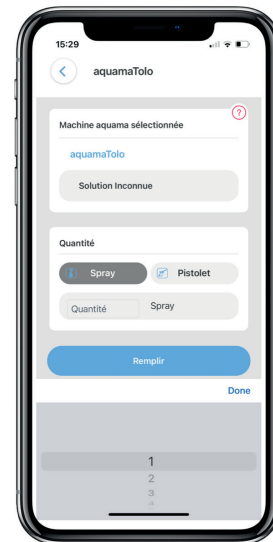 15:29
aquamaTolo
?
Machine aquama sélectionnée
aquamaTolo
Solution Inconnue
Quantité
Spray
Pistolet
Quantité
Spray
Remplir
Done
1
2
3
4